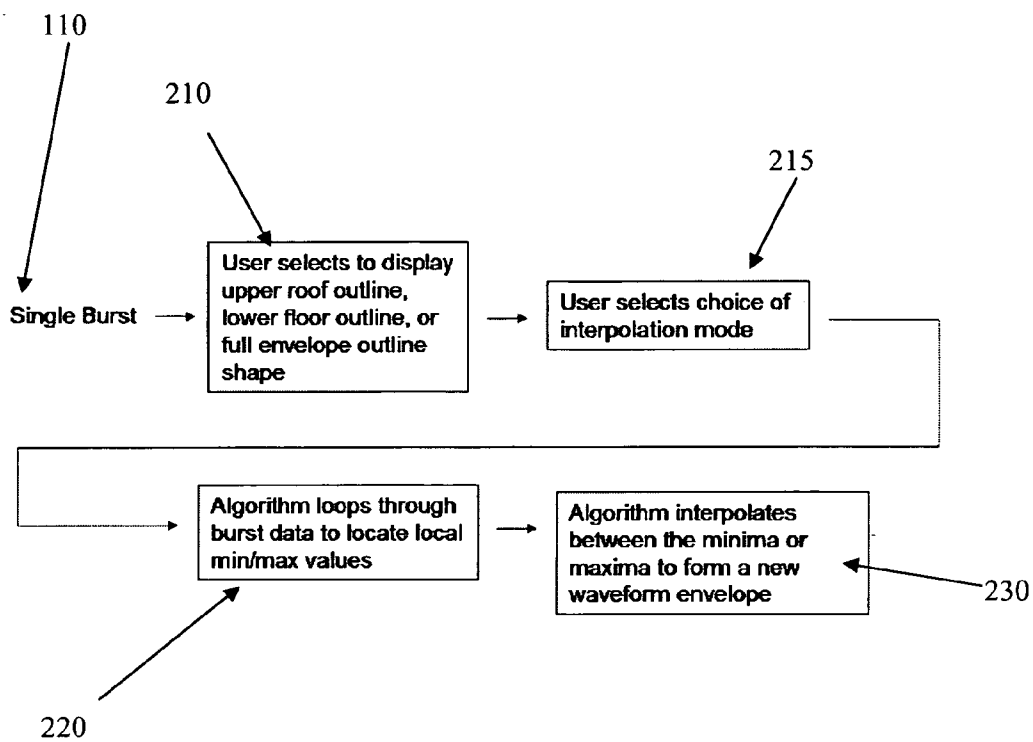 110
210
215
Single Burst
User selects to display
upper roof outline,
lower floor outline, or
full envelope outline
shape
User selects choice of
interpolation mode
Algorithm loops through
burst data to locate local
min/max values
Algorithm interpolates
between the minima or
maxima to form a new
waveform envelope
230
220